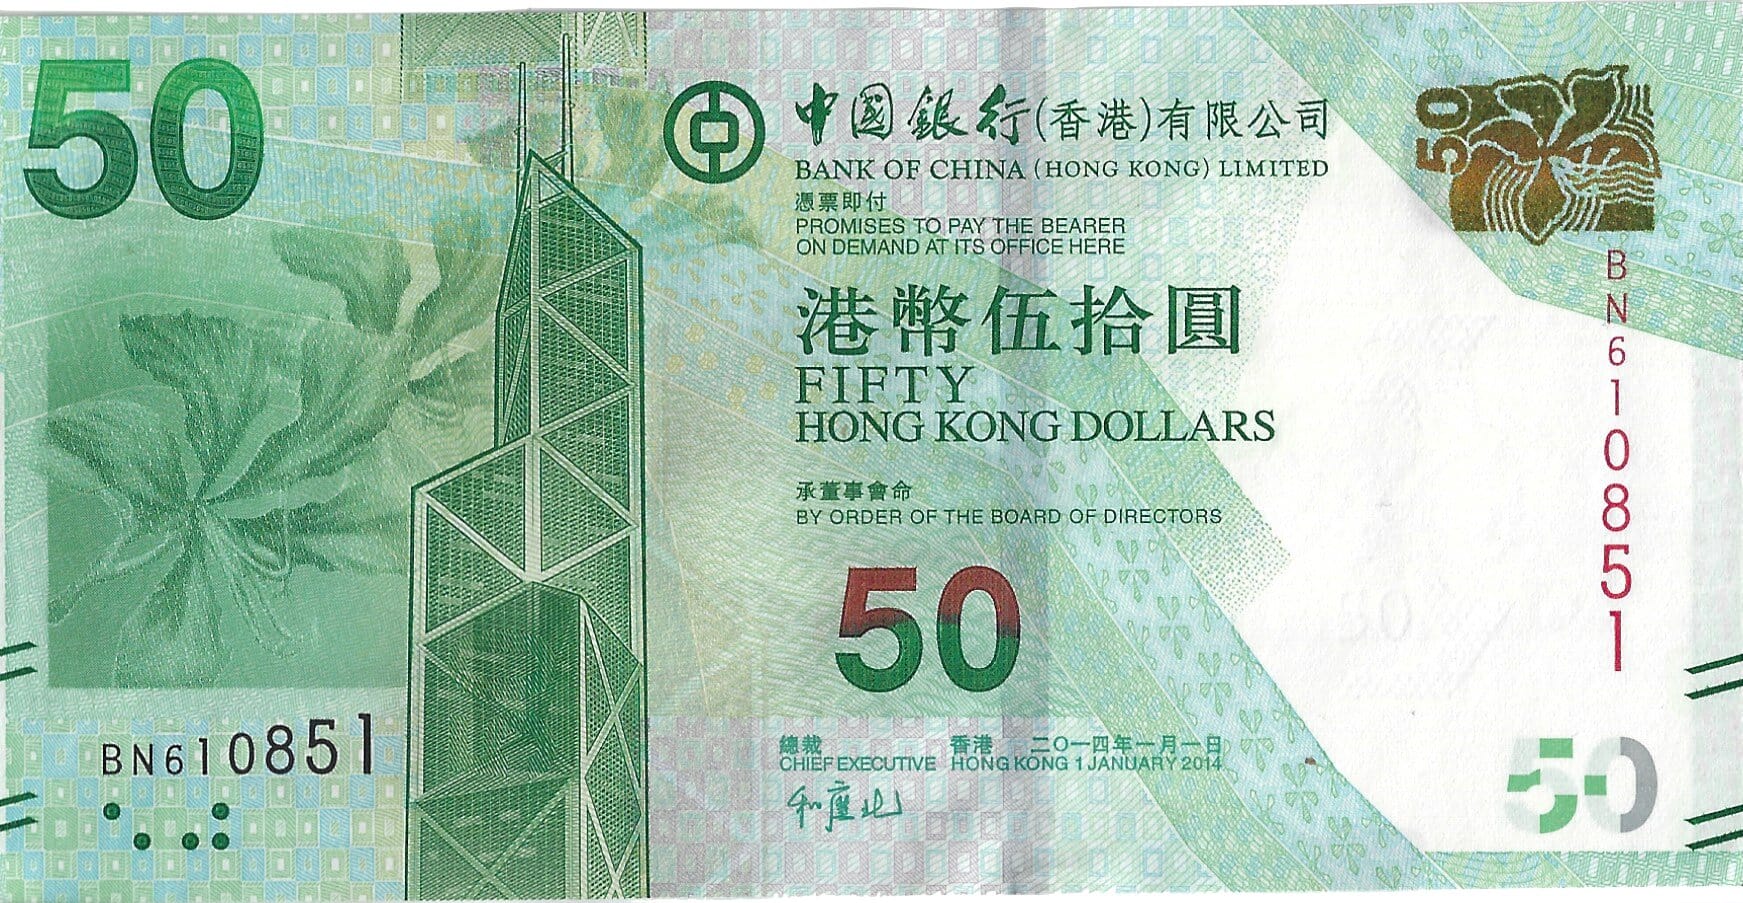 50
中國銀行(香港)有限公司
BANK OF CHINA (HONG KONG) LIMITED
憑票即付
PROMISES TO PAY THE BEARER
ON DEMAND AT ITS OFFICE HERE
50
BN610851
港幣伍拾圓
FIFTY
HONG KONG DOLLARS
承董事會命
BY ORDER OF THE BOARD OF DIRECTORS
50
BN610851
總裁
CHIEF EXECUTIVE
香港 二〇一四年一月一日
HONG KONG 1 JANUARY 2014
和廣北
50